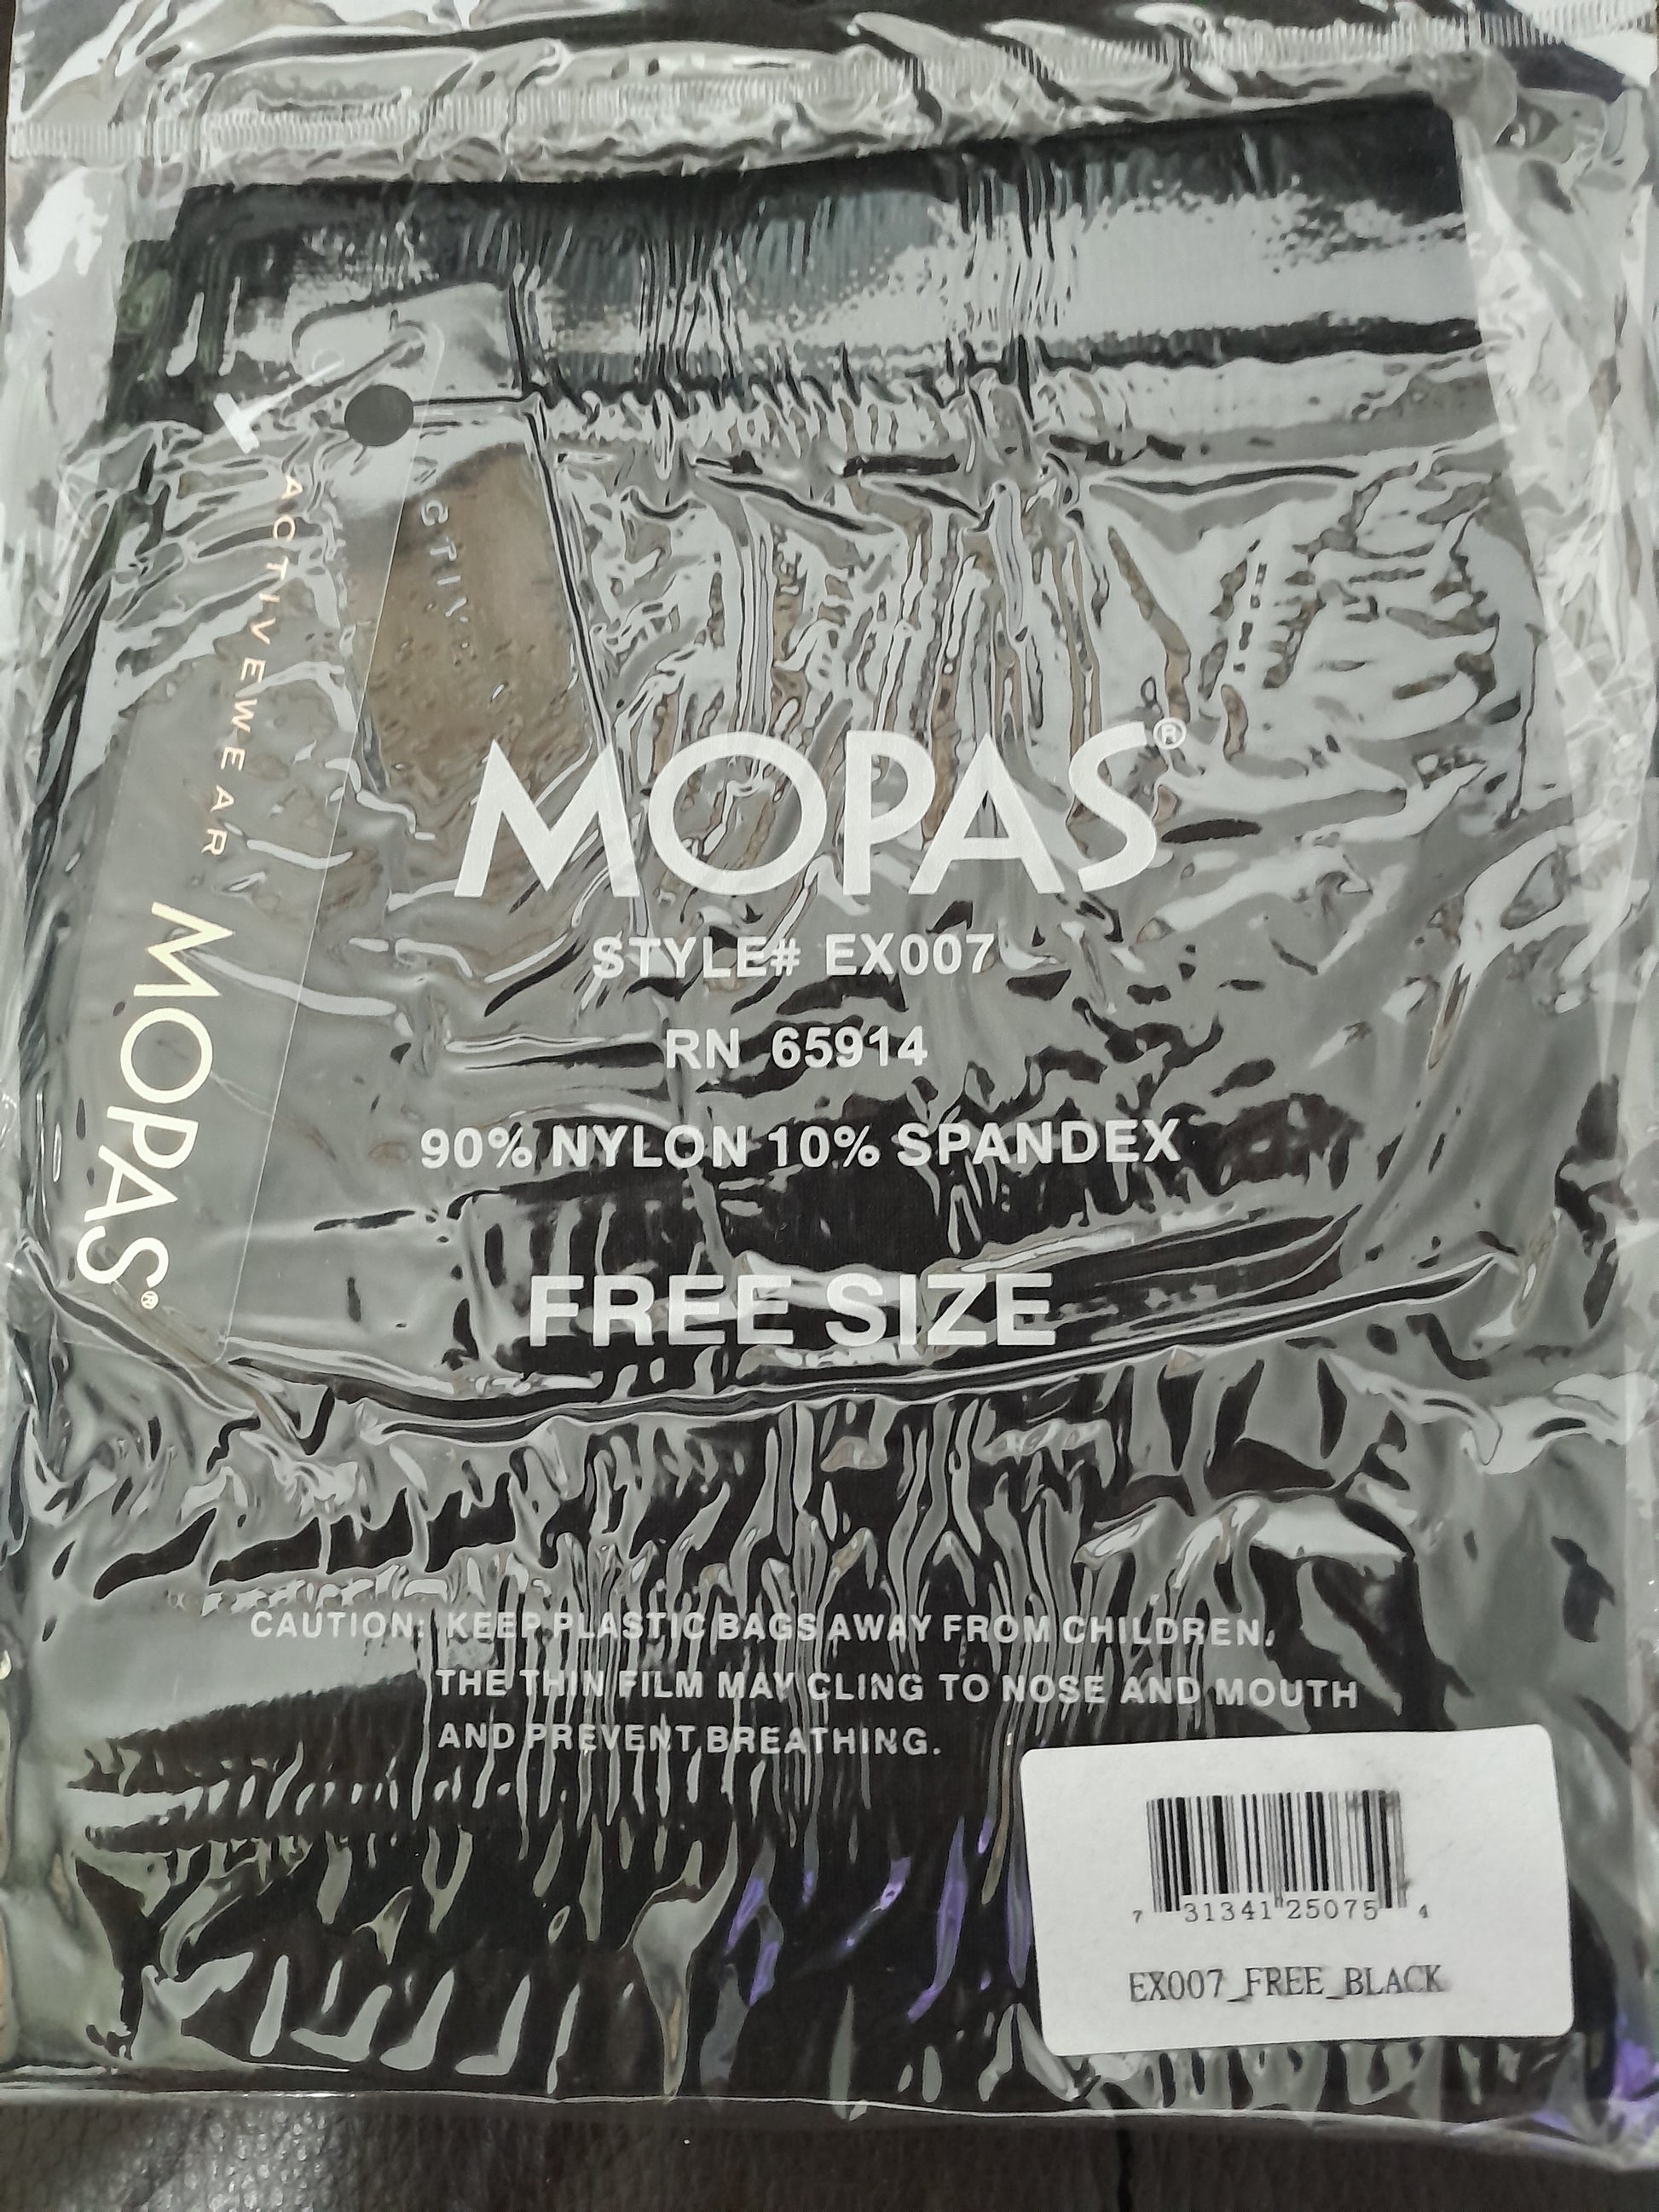 ACTIVEWEAR
MOPAS®
CTIV
MOPAS®
STYLE# EX007
RN 65914
90% NYLON 10% SPANDEX
FREE SIZE
CAUTION: KEEP PLASTIC BAGS AWAY FROM CHILDREN.
THE THIN FILM MAY CLING TO NOSE AND MOUTH
AND PREVENT BREATHING.
7 31341 25075 4
EX007_FREE_BLACK